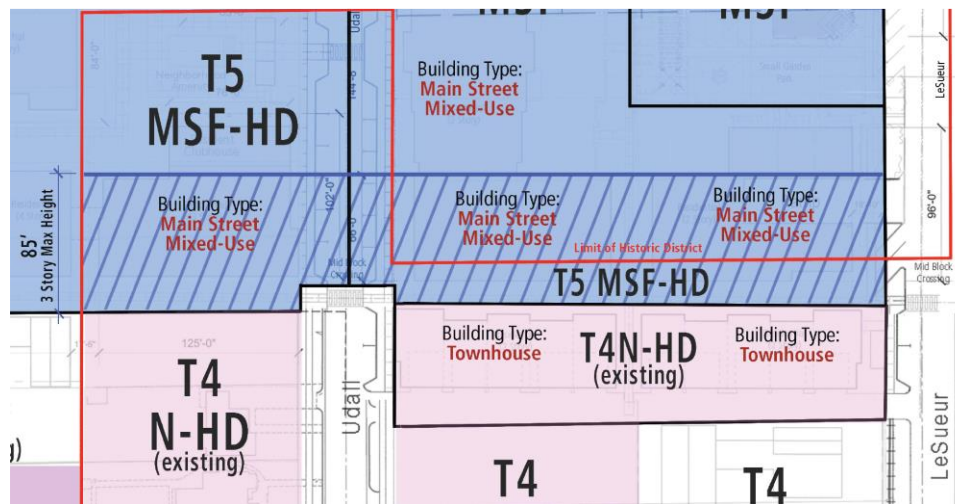 MSF
T5
MSF-HD
Building Type:
Main Street
Mixed-Use
LeSueur
144'-6"
Building Type:
Main Street
Mixed-Use
Building Type:
Main Street
Mixed-Use
Building Type:
Main Street
Mixed-Use
102'-0"
96'-0"
85'
3 Story Max Height
Limit of Historic District
T5 MSF-HD
Mid Block
Crossing
Mid Block
Crossing
Building Type:
Townhouse
T4N-HD
(existing)
Building Type:
Townhouse
125'-0"
T4
N-HD
(existing)
Udall
LeSueur
T4
T4